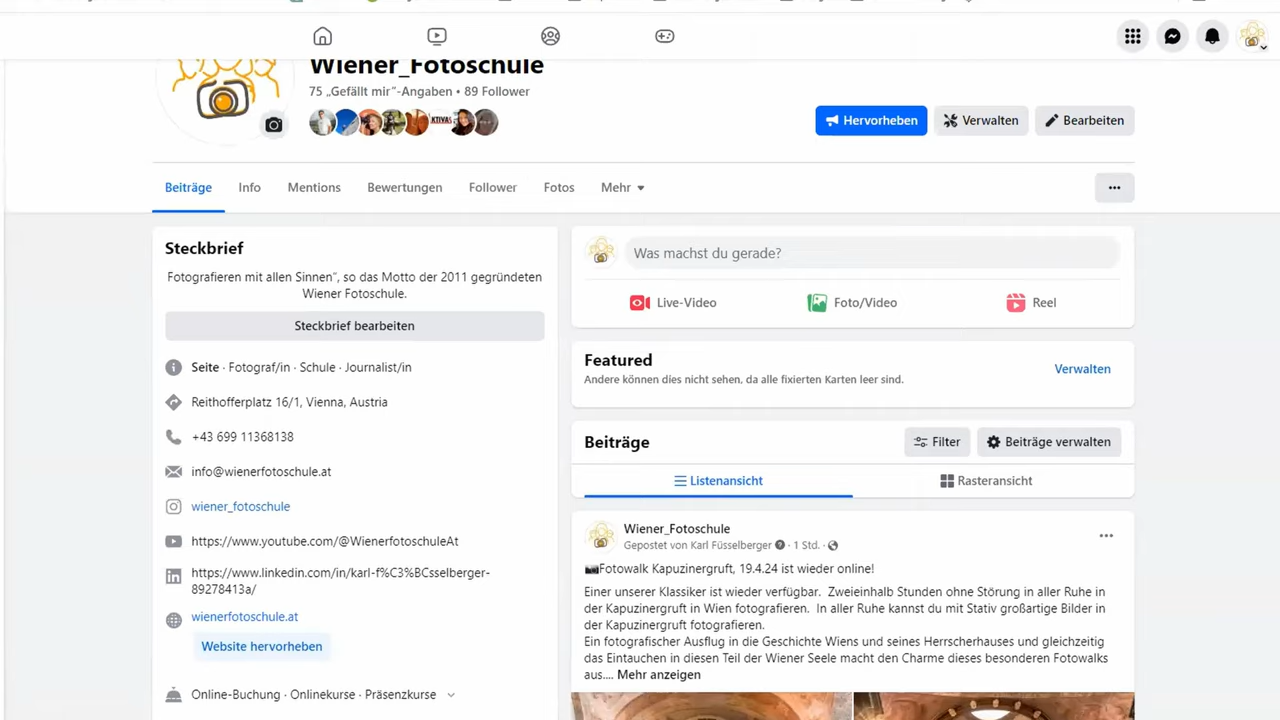 Wiener_Fotoschule
75 „Gefällt mir“-Angaben • 89 Follower
Hervorheben
Verwalten
Bearbeiten
Beiträge
Info
Mentions
Bewertungen
Follower
Fotos
Mehr
Steckbrief
Fotografieren mit allen Sinnen“, so das Motto der 2011 gegründeten
Wiener Fotoschule.
Steckbrief bearbeiten
Seite · Fotograf/in · Schule · Journalist/in
Reithofferplatz 16/1, Vienna, Austria
+43 699 11368138
info@wienerfotoschule.at
wiener_fotoschule
https://www.youtube.com/@WienerfotoschuleAt
https://www.linkedin.com/in/karl-f%C3%BCsselberger-
89278413a/
wienerfotoschule.at
Website hervorheben
Online-Buchung · Onlinekurse · Präsenzkurse
Was machst du gerade?
Live-Video
Foto/Video
Reel
Featured
Andere können dies nicht sehen, da alle fixierten Karten leer sind.
Verwalten
Beiträge
Filter
Beiträge verwalten
Listenansicht
Rasteransicht
Wiener_Fotoschule
Gepostet von Karl Füsselberger · 1 Std. ·
📷Fotowalk Kapuzinergruft, 19.4.24 ist wieder online!
Einer unserer Klassiker ist wieder verfügbar. Zweieinhalb Stunden ohne Störung in aller Ruhe in
der Kapuzinergruft in Wien fotografieren. In aller Ruhe kannst du mit Stativ großartige Bilder in
der Kapuzinergruft fotografieren.
Ein fotografischer Ausflug in die Geschichte Wiens und seines Herrscherhauses und gleichzeitig
das Eintauchen in diesen Teil der Wiener Seele macht den Charme dieses besonderen Fotowalks
aus.... Mehr anzeigen